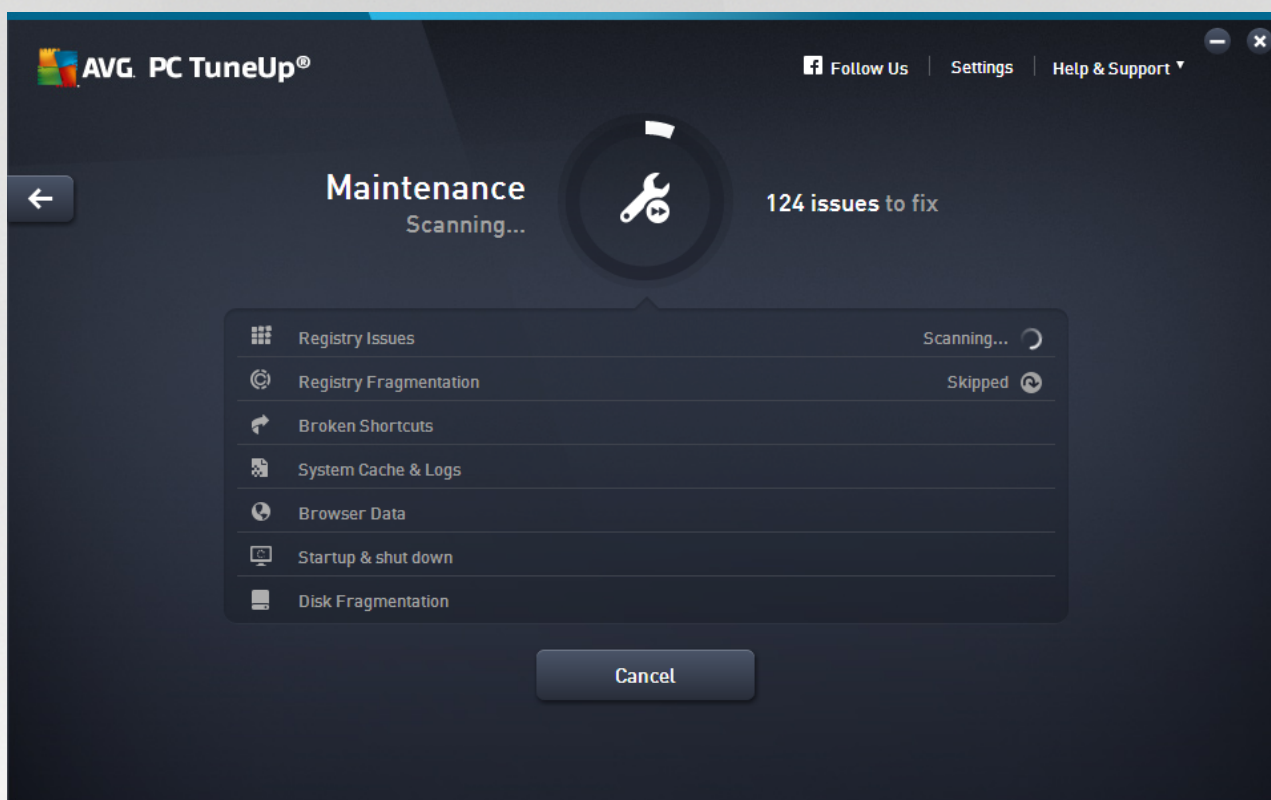 AVG. PC TuneUp®
Follow Us
Settings
Help & Support
Maintenance
Scanning...
124 issues to fix
Registry Issues Scanning...
Registry Fragmentation Skipped
Broken Shortcuts
System Cache & Logs
Browser Data
Startup & shut down
Disk Fragmentation
Cancel